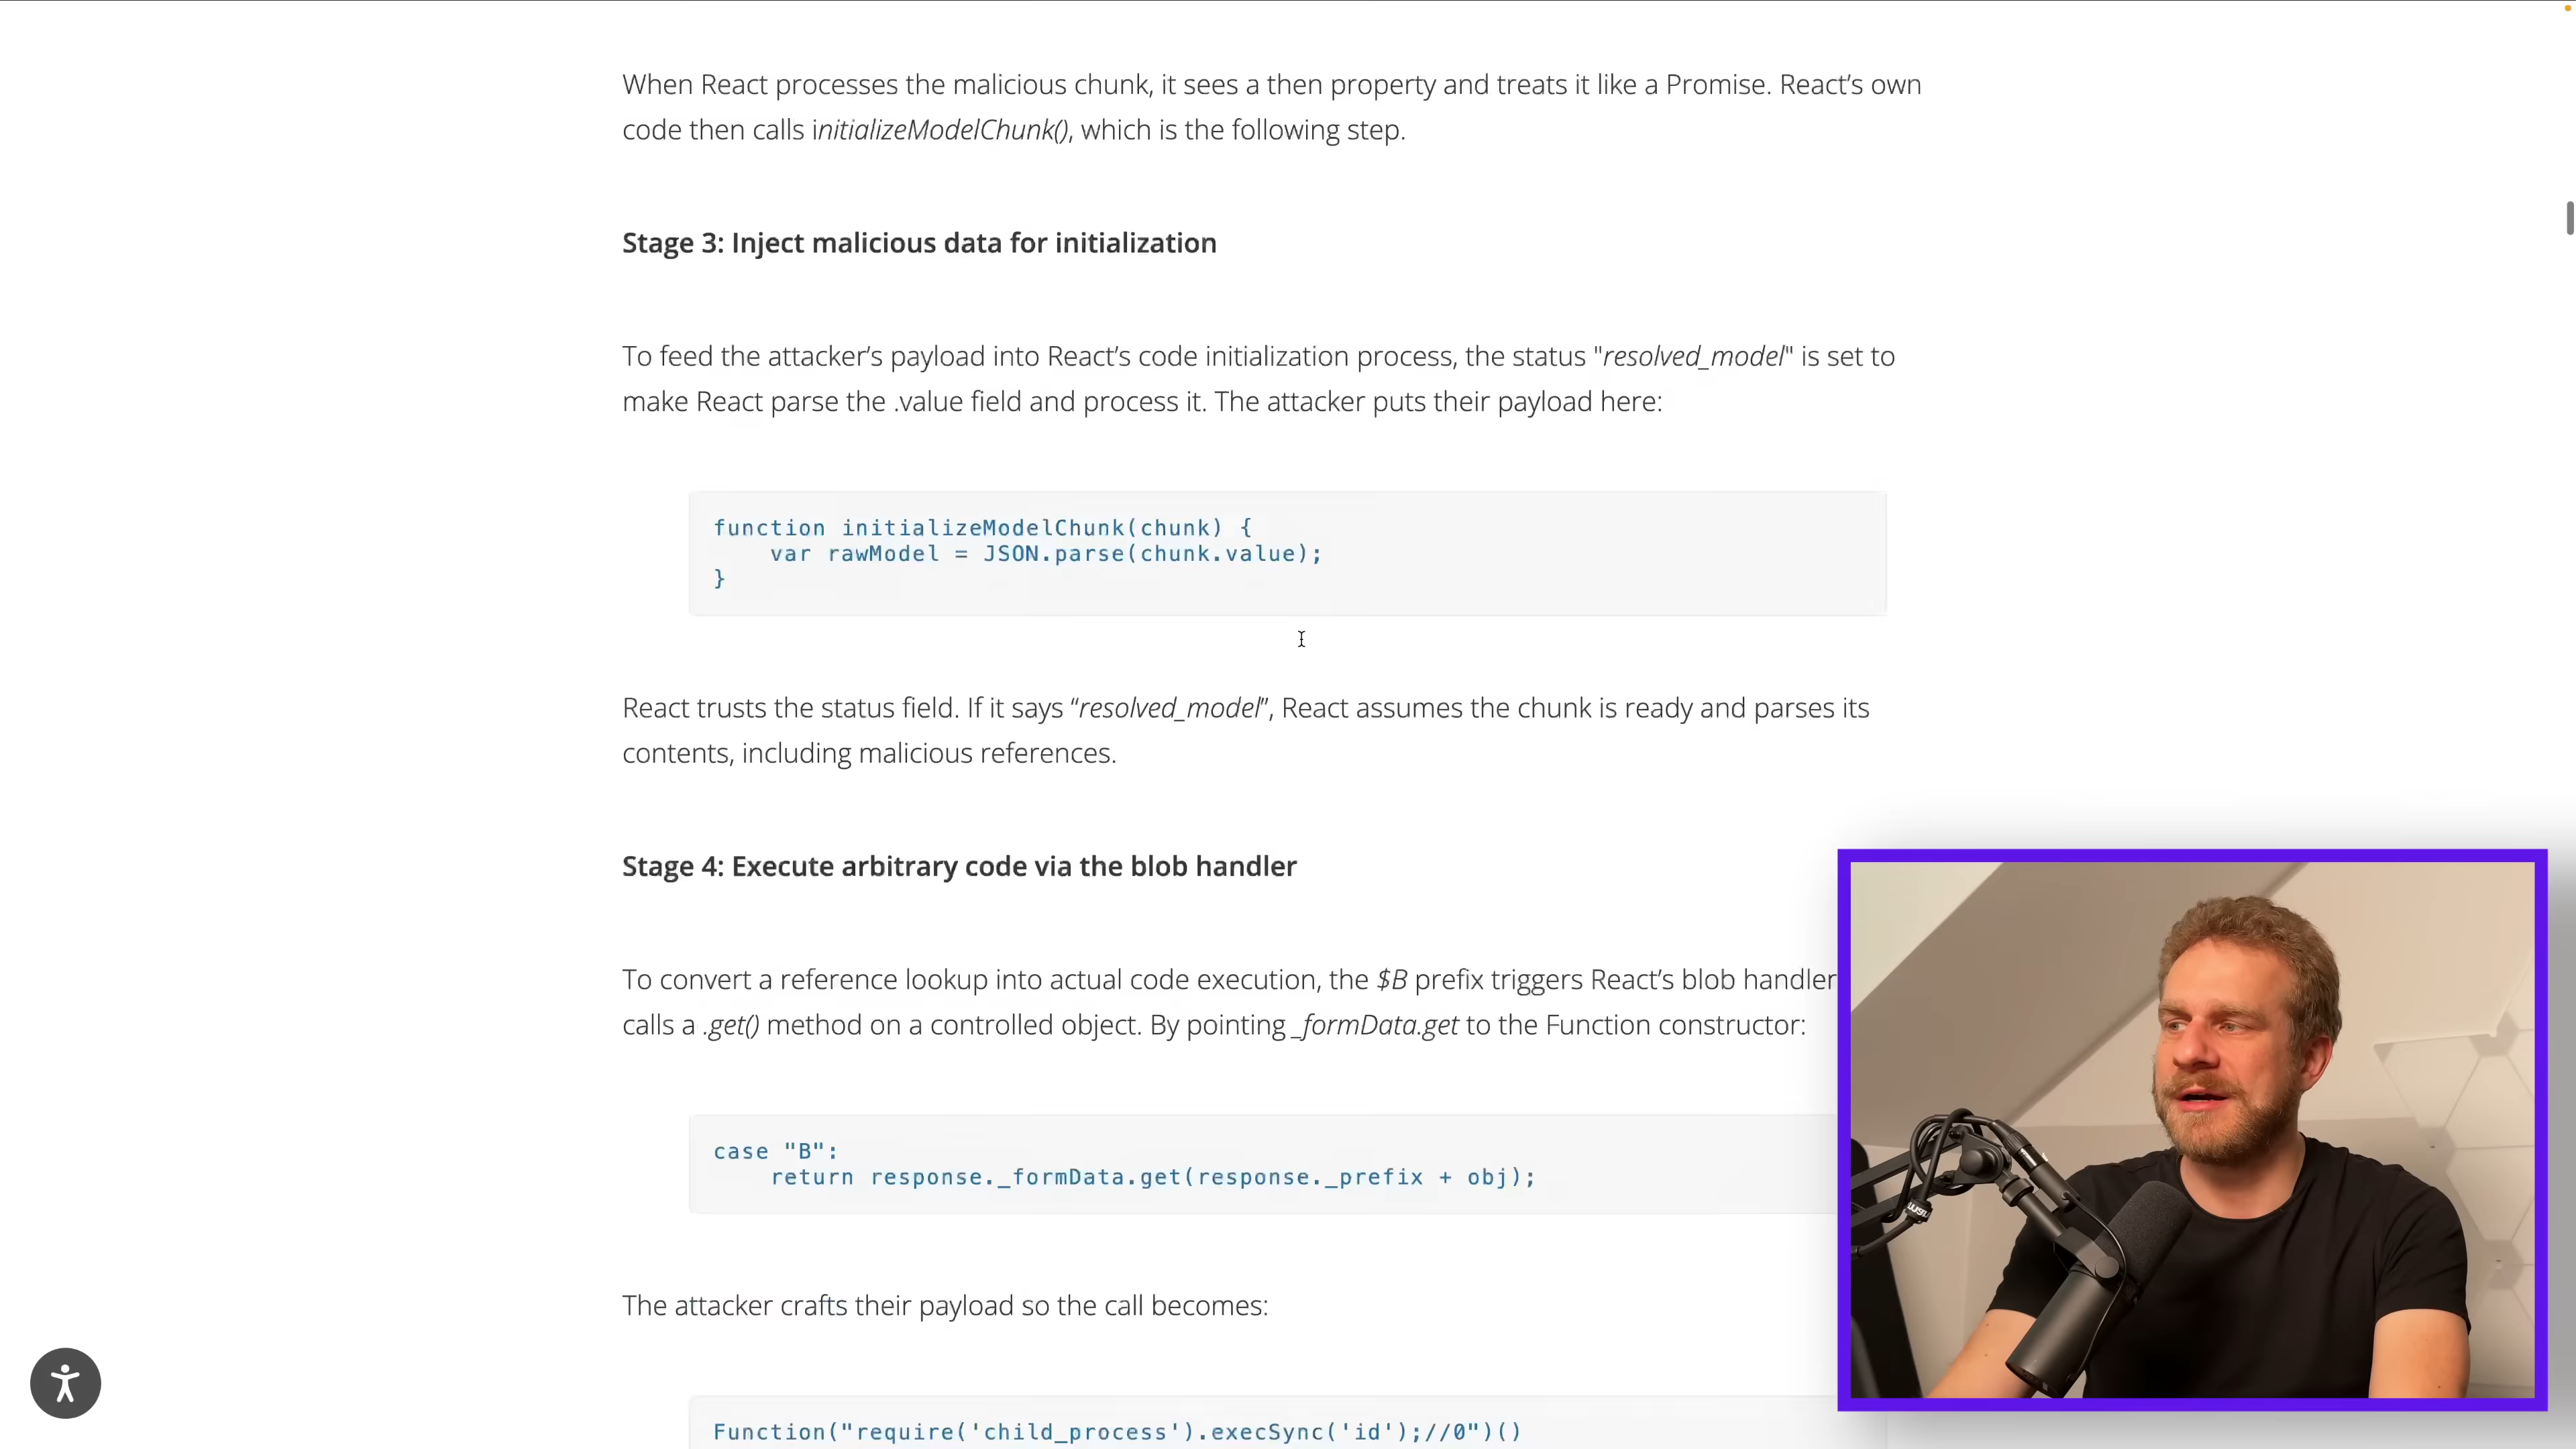 When React processes the malicious chunk, it sees a then property and treats it like a Promise. React’s own
code then calls initializeModelChunk(), which is the following step.
Stage 3: Inject malicious data for initialization
To feed the attacker’s payload into React’s code initialization process, the status "resolved_model" is set to
make React parse the .value field and process it. The attacker puts their payload here:
function initializeModelChunk(chunk) {
    var rawModel = JSON.parse(chunk.value);
}
React trusts the status field. If it says “resolved_model”, React assumes the chunk is ready and parses its
contents, including malicious references.
Stage 4: Execute arbitrary code via the blob handler
To convert a reference lookup into actual code execution, the $B prefix triggers React’s blob handler
calls a .get() method on a controlled object. By pointing _formData.get to the Function constructor:
case "B":
    return response._formData.get(response._prefix + obj);
The attacker crafts their payload so the call becomes:
Function("require('child_process').execSync('id');//0")()